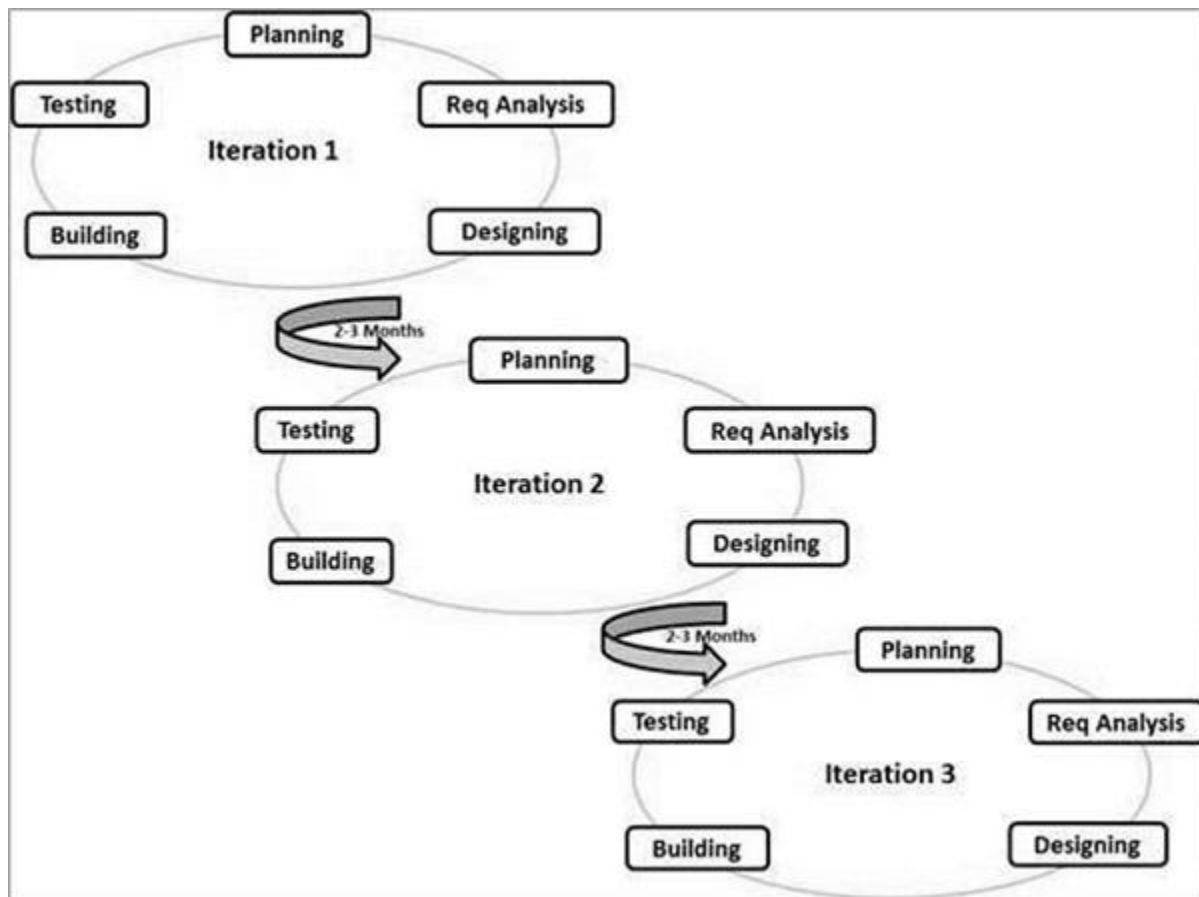 Planning
Testing
Req Analysis
Iteration 1
Building
Designing
2-3 Months
Planning
Testing
Req Analysis
Iteration 2
Building
Designing
2-3 Months
Planning
Testing
Req Analysis
Iteration 3
Building
Designing